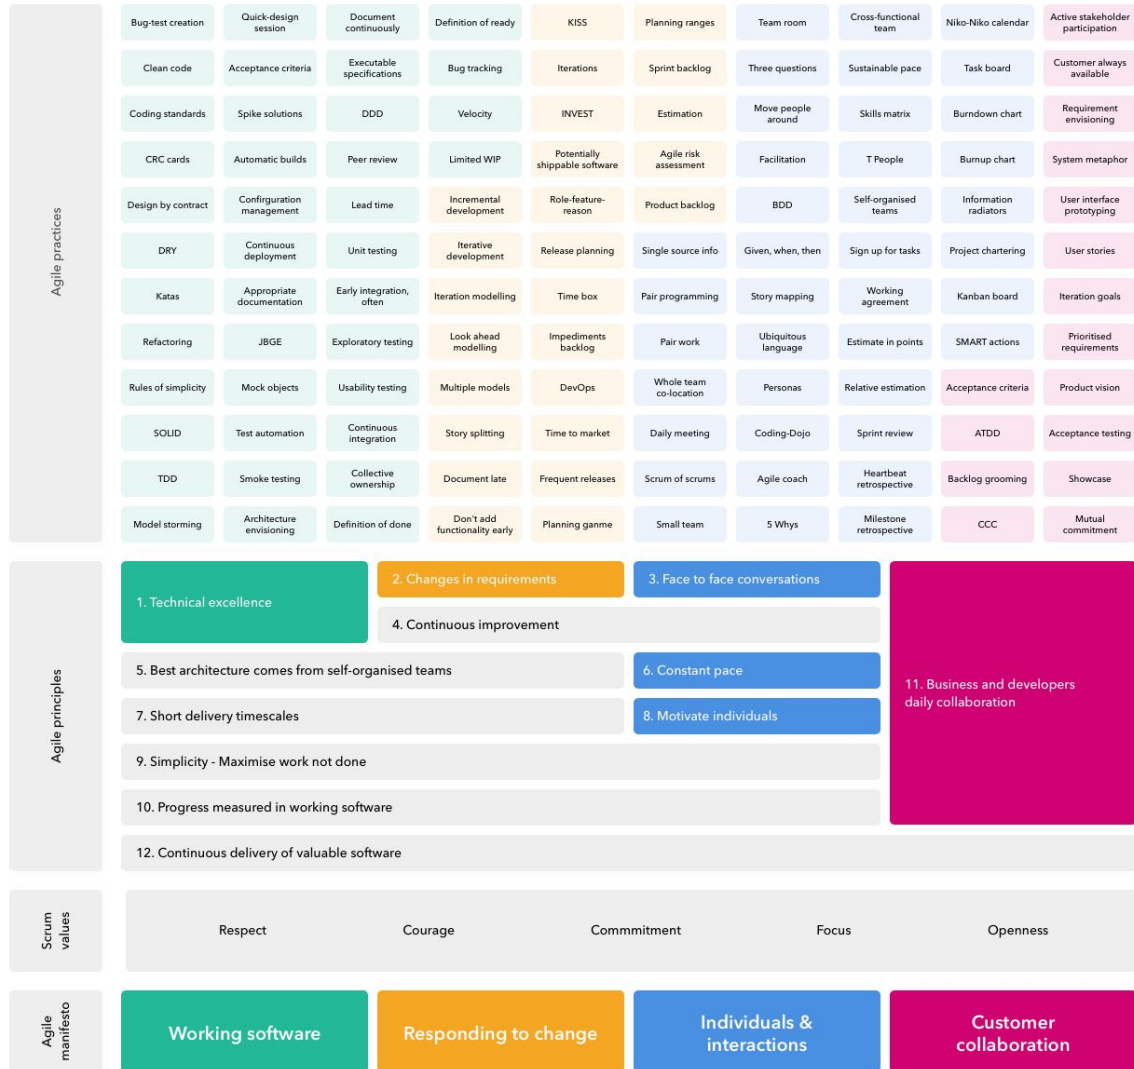 Agile practices
Bug-test creation
Quick-design
session
Document
continuously
Definition of ready
KISS
Planning ranges
Team room
Cross-functional
team
Niko-Niko calendar
Active stakeholder
participation
Clean code
Acceptance criteria
Executable
specifications
Bug tracking
Iterations
Sprint backlog
Three questions
Sustainable pace
Task board
Customer always
available
Coding standards
Spike solutions
DDD
Velocity
INVEST
Estimation
Move people
around
Skills matrix
Burndown chart
Requirement
envisioning
CRC cards
Automatic builds
Peer review
Limited WIP
Potentially
shippable software
Agile risk
assessment
Facilitation
T People
Burnup chart
System metaphor
Design by contract
Confirguration
management
Lead time
Incremental
development
Role-feature-
reason
Product backlog
BDD
Self-organised
teams
Information
radiators
User interface
prototyping
DRY
Continuous
deployment
Unit testing
Iterative
development
Release planning
Single source info
Given, when, then
Sign up for tasks
Project chartering
User stories
Katas
Appropriate
documentation
Early integration,
often
Iteration modelling
Time box
Pair programming
Story mapping
Working
agreement
Kanban board
Iteration goals
Refactoring
JBGE
Exploratory testing
Look ahead
modelling
Impediments
backlog
Pair work
Ubiquitous
language
Estimate in points
SMART actions
Prioritised
requirements
Rules of simplicity
Mock objects
Usability testing
Multiple models
DevOps
Whole team
co-location
Personas
Relative estimation
Acceptance criteria
Product vision
SOLID
Test automation
Continuous
integration
Story splitting
Time to market
Daily meeting
Coding-Dojo
Sprint review
ATDD
Acceptance testing
TDD
Smoke testing
Collective
ownership
Document late
Frequent releases
Scrum of scrums
Agile coach
Heartbeat
retrospective
Backlog grooming
Showcase
Model storming
Architecture
envisioning
Definition of done
Don't add
functionality early
Planning ganme
Small team
5 Whys
Milestone
retrospective
CCC
Mutual
commitment
Agile principles
1. Technical excellence
2. Changes in requirements
3. Face to face conversations
4. Continuous improvement
5. Best architecture comes from self-organised teams
6. Constant pace
7. Short delivery timescales
8. Motivate individuals
9. Simplicity - Maximise work not done
10. Progress measured in working software
11. Business and developers
daily collaboration
12. Continuous delivery of valuable software
Scrum
values
Respect
Courage
Commmitment
Focus
Openness
Agile
manifesto
Working software
Responding to change
Individuals &
interactions
Customer
collaboration